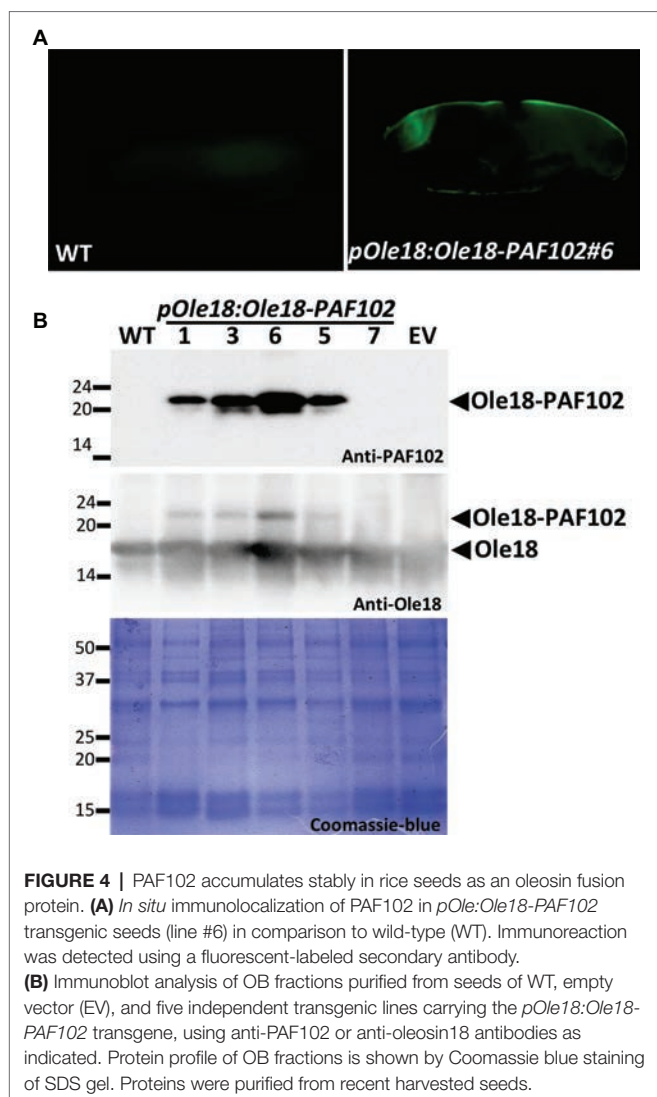 A
WT
pOle18:Ole18-PAF102#6
B
pOle18:Ole18-PAF102
WT 1 3 6 5 7 EV
24
20
14
Ole18-PAF102
Anti-PAF102
24
20
14
Ole18-PAF102
Ole18
Anti-Ole18
50
37
25
20
15
Coomassie-blue
FIGURE 4 | PAF102 accumulates stably in rice seeds as an oleosin fusion
protein. (A) In situ immunolocalization of PAF102 in pOle:Ole18-PAF102
transgenic seeds (line #6) in comparison to wild-type (WT). Immunoreaction
was detected using a fluorescent-labeled secondary antibody.
(B) Immunoblot analysis of OB fractions purified from seeds of WT, empty
vector (EV), and five independent transgenic lines carrying the pOle18:Ole18-
PAF102 transgene, using anti-PAF102 or anti-oleosin18 antibodies as
indicated. Protein profile of OB fractions is shown by Coomassie blue staining
of SDS gel. Proteins were purified from recent harvested seeds.